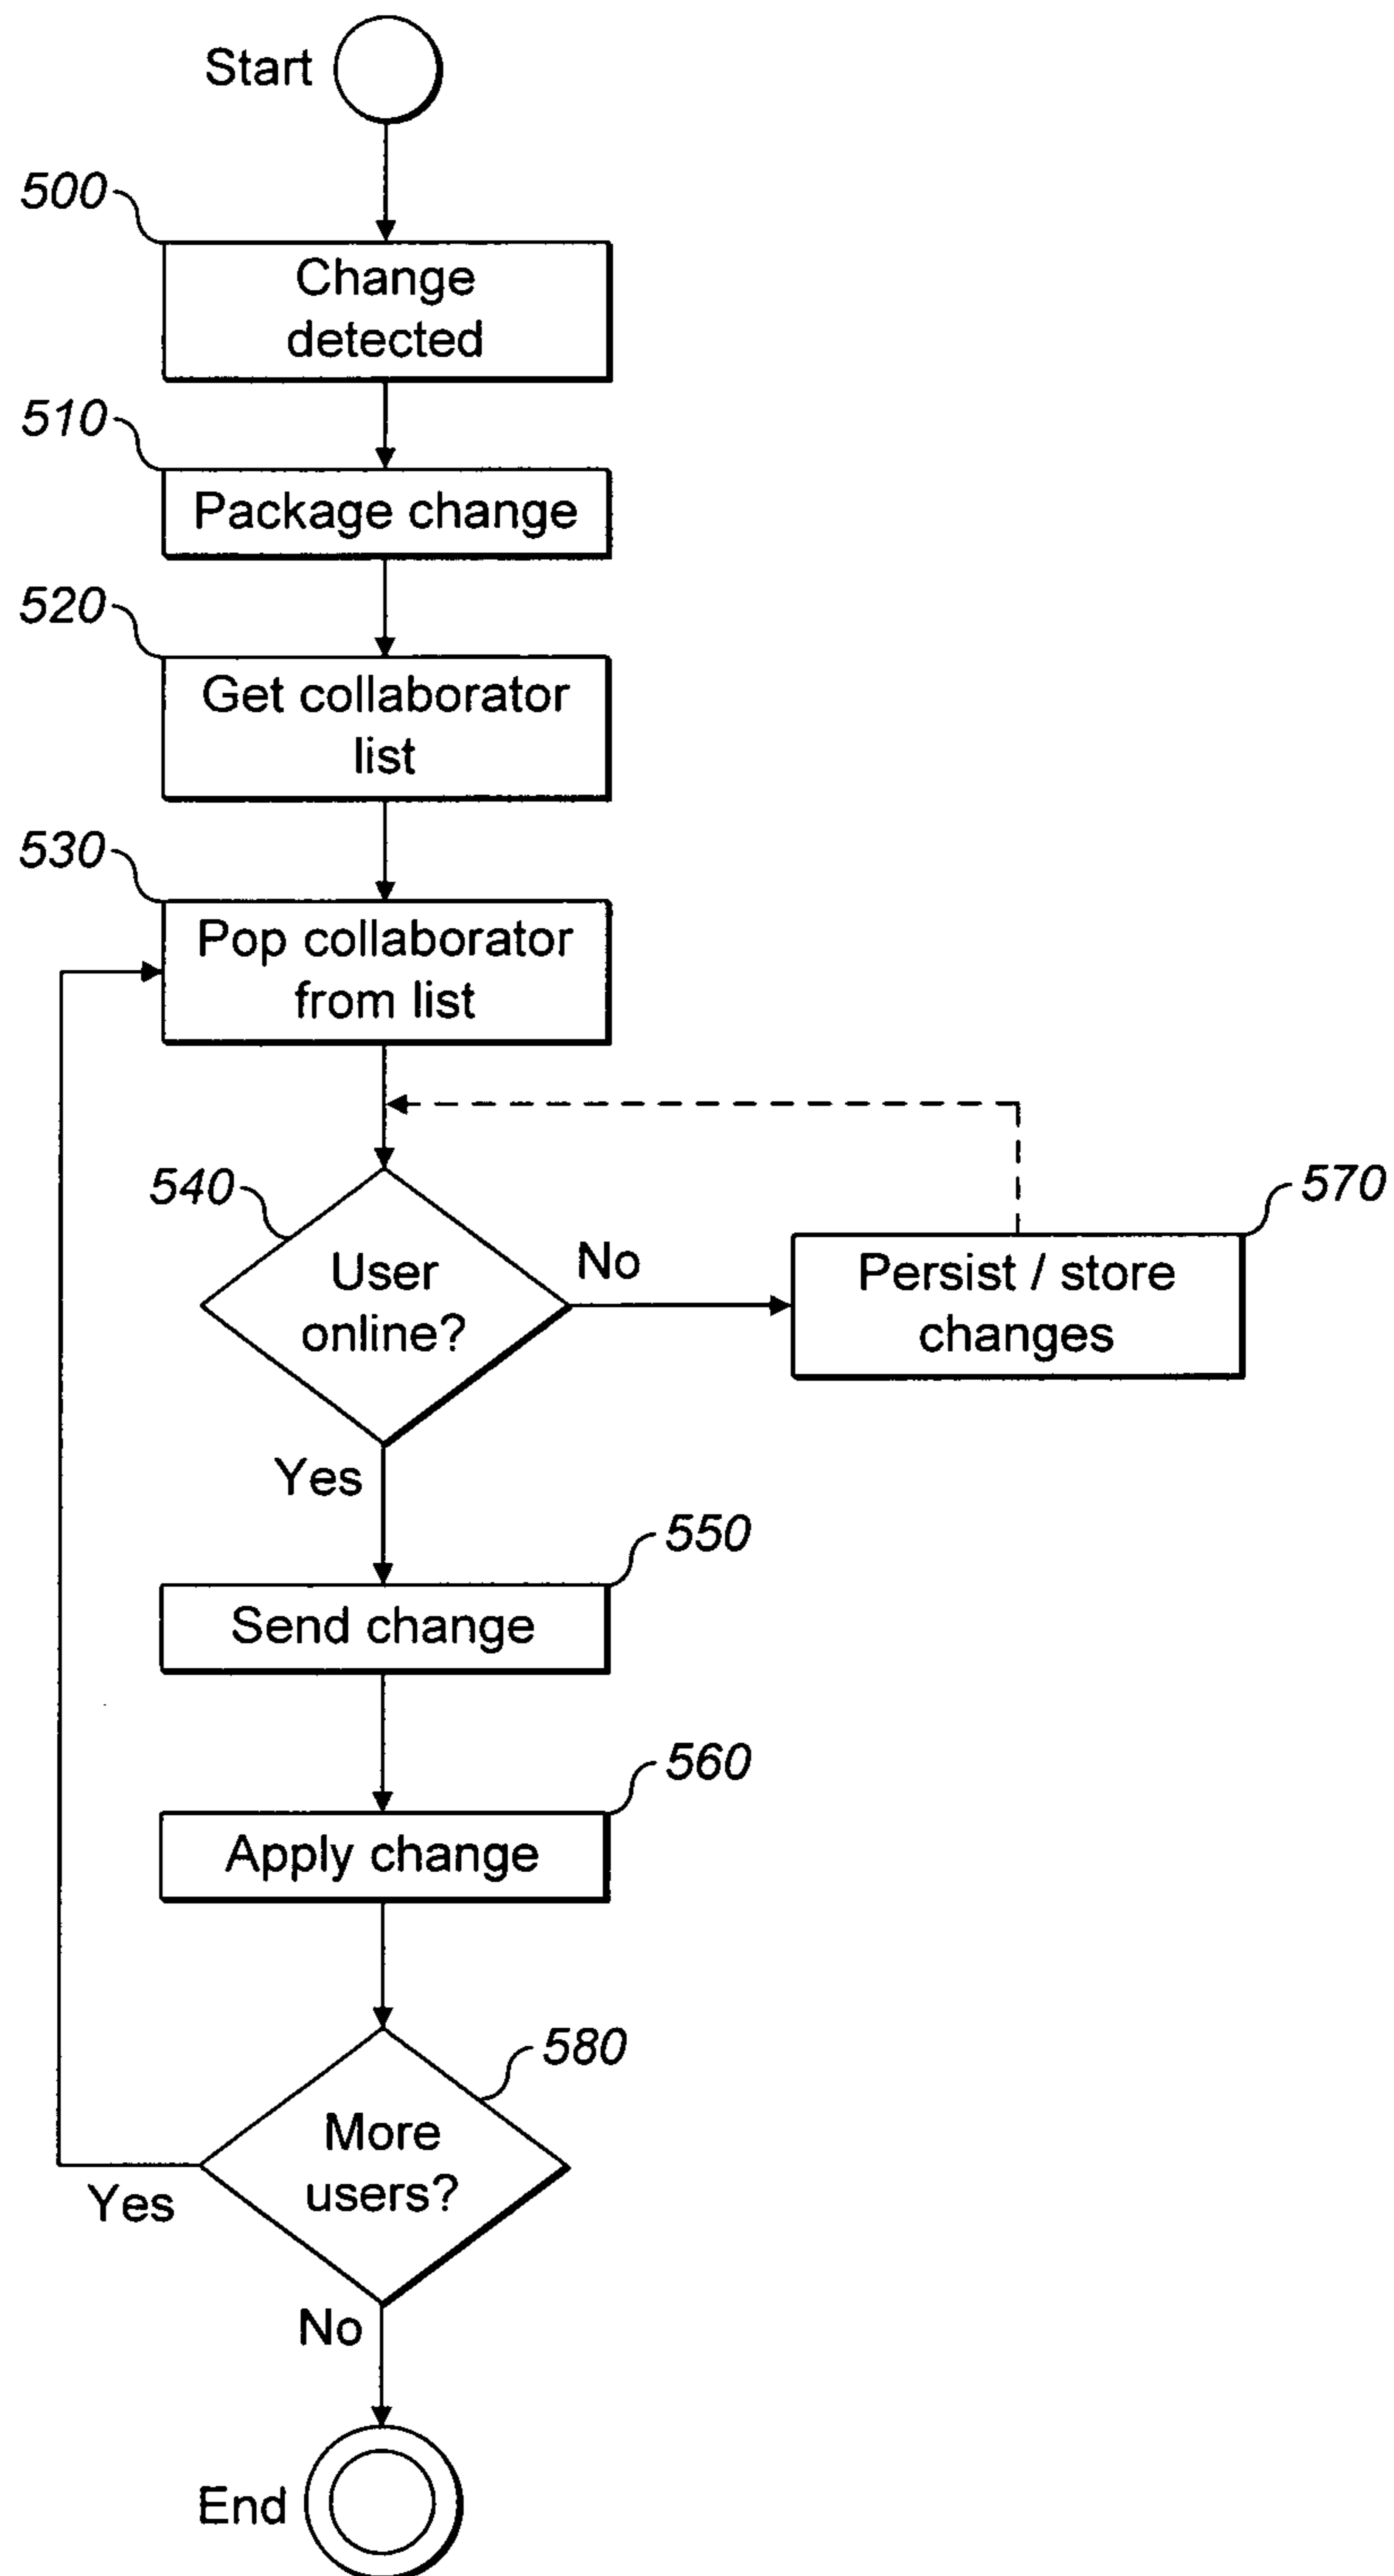 Start
500
Change
detected
510
Package change
520
Get collaborator
list
530
Pop collaborator
from list
540
User
online?
No
570
Persist / store
changes
Yes
550
Send change
560
Apply change
580
More
users?
Yes
No
End